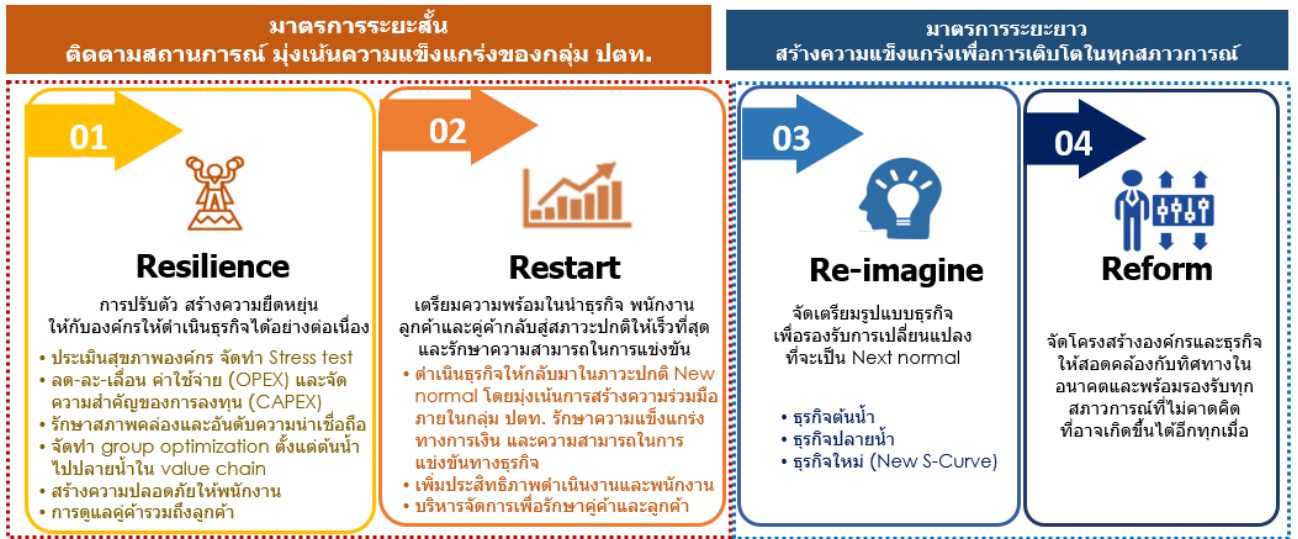 มาตรการระยะสั้น
ติดตามสถานการณ์ มุ่งเน้นความแข็งแกร่งของกลุ่ม ปตท.
มาตรการระยะยาว
สร้างความแข็งแกร่งเพื่อการเติบโตในทุกสภาวการณ์
01
Resilience
การปรับตัว สร้างความยืดหยุ่น
ให้กับองค์กรให้ดำเนินธุรกิจได้อย่างต่อเนื่อง
• ประเมินสุขภาพองค์กร จัดทำ Stress test
• ลด-ละ-เลื่อน ค่าใช้จ่าย (OPEX) และจัด
ความสำคัญของการลงทุน (CAPEX)
• รักษาสภาพคล่องและอันดับความน่าเชื่อถือ
• จัดทำ group optimization ตั้งแต่ต้นน้ำ
ไปปลายน้ำใน value chain
• สร้างความปลอดภัยให้พนักงาน
• การดูแลคู่ค้ารวมถึงลูกค้า
02
Restart
เตรียมความพร้อมในนำธุรกิจ พนักงาน
ลูกค้าและคู่ค้ากลับสู่สภาวะปกติให้เร็วที่สุด
และรักษาความสามารถในการแข่งขัน
• ดำเนินธุรกิจให้กลับมาในภาวะปกติ New
normal โดยมุ่งเน้นการสร้างความร่วมมือ
ภายในกลุ่ม ปตท. รักษาความแข็งแกร่ง
ทางการเงิน และความสามารถในการ
แข่งขันทางธุรกิจ
• เพิ่มประสิทธิภาพดำเนินงานและพนักงาน
• บริหารจัดการเพื่อรักษาคู่ค้าและลูกค้า
03
Re-imagine
จัดเตรียมรูปแบบธุรกิจ
เพื่อรองรับการเปลี่ยนแปลง
ที่จะเป็น Next normal
• ธุรกิจต้นน้ำ
• ธุรกิจปลายน้ำ
• ธุรกิจใหม่ (New S-Curve)
04
Reform
จัดโครงสร้างองค์กรและธุรกิจ
ให้สอดคล้องกับทิศทางใน
อนาคตและพร้อมรองรับทุก
สภาวการณ์ที่ไม่คาดคิด
ที่อาจเกิดขึ้นได้อีกทุกเมื่อ